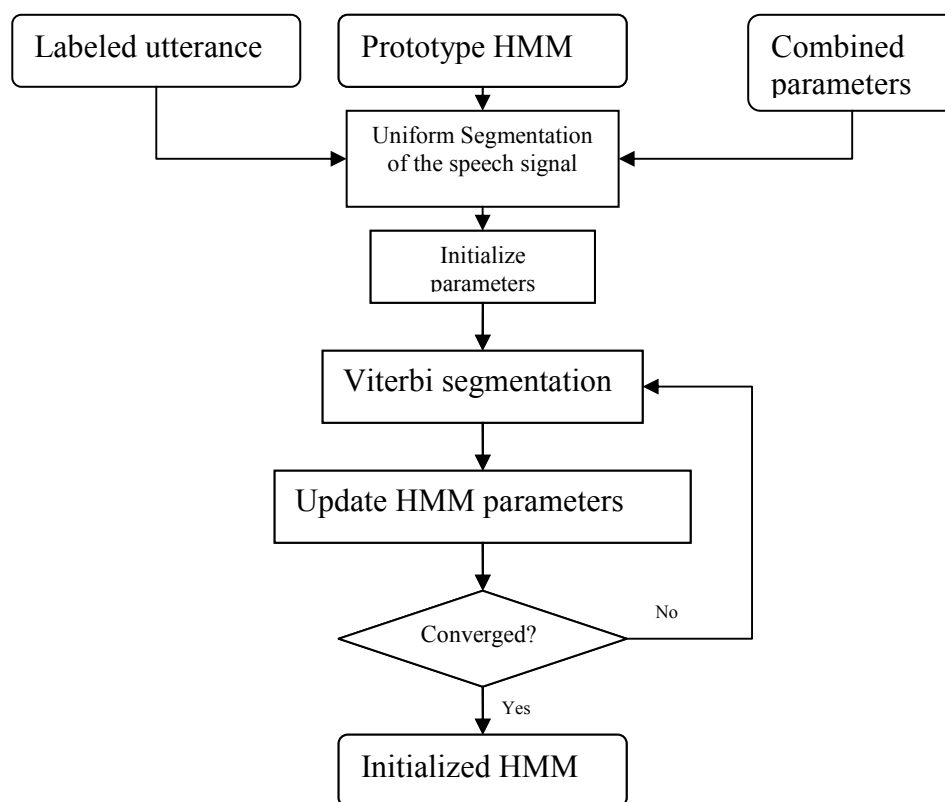 Labeled utterance
Prototype HMM
Combined
parameters
Uniform Segmentation
of the speech signal
Initialize
parameters
Viterbi segmentation
Update HMM parameters
Converged?
No
Yes
Initialized HMM